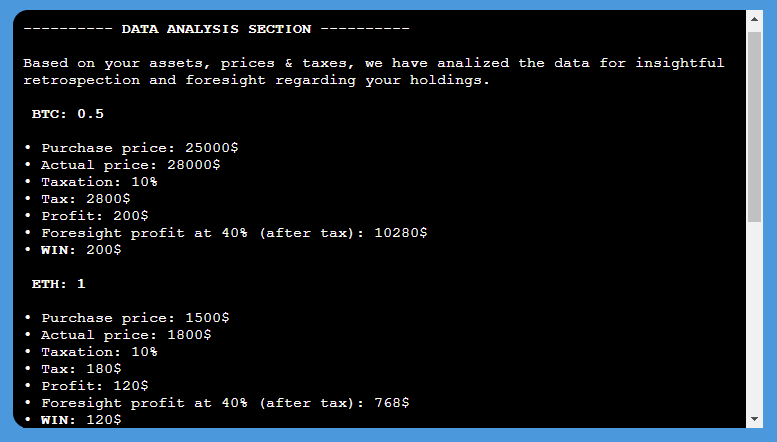 ---------- DATA ANALYSIS SECTION ----------
Based on your assets, prices & taxes, we have analized the data for insightful
retrospection and foresight regarding your holdings.
BTC: 0.5
• Purchase price: 25000$
• Actual price: 28000$
• Taxation: 10%
• Tax: 2800$
• Profit: 200$
• Foresight profit at 40% (after tax): 10280$
• WIN: 200$
ETH: 1
• Purchase price: 1500$
• Actual price: 1800$
• Taxation: 10%
• Tax: 180$
• Profit: 120$
• Foresight profit at 40% (after tax): 768$
• WIN: 120$